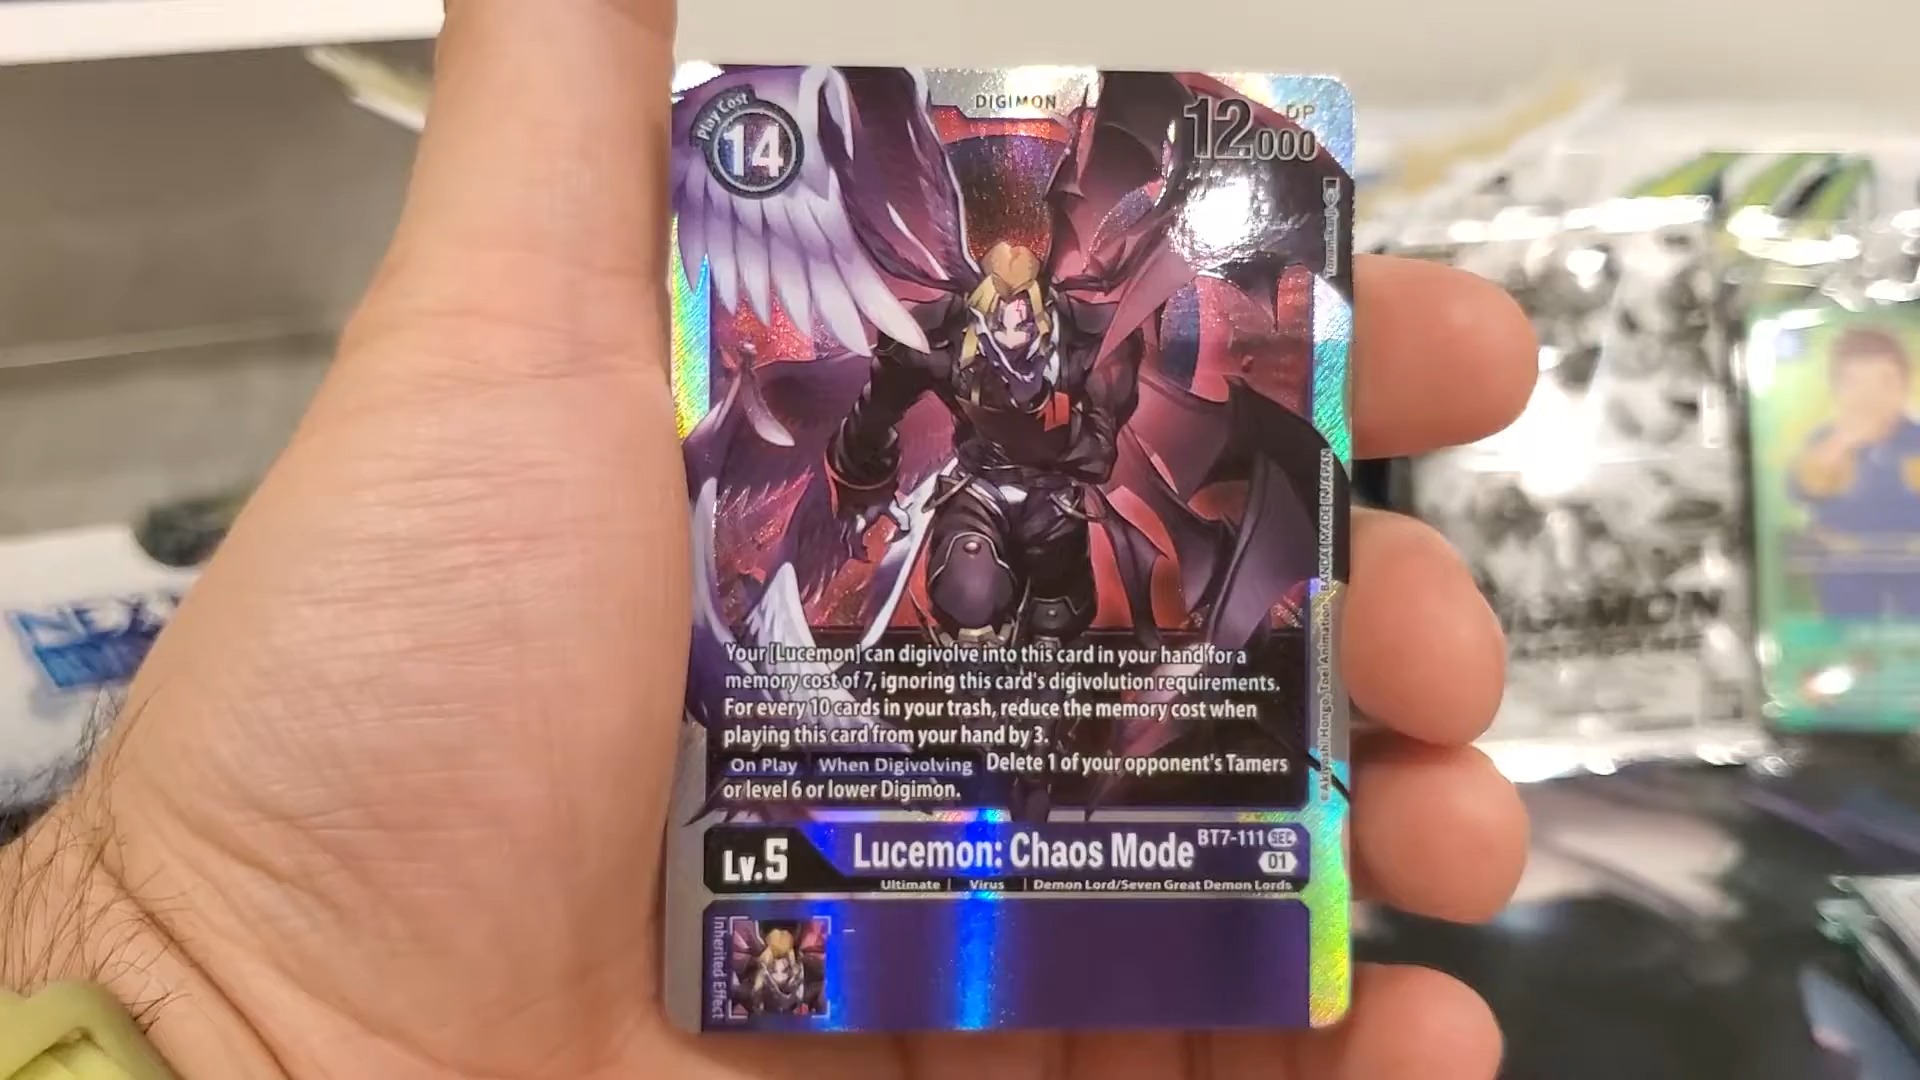 DIGIMON
Play Cost
14
12000
DP
Your [Lucemon] can digivolve into this card in your hand for a
memory cost of 7, ignoring this card's digivolution requirements.
For every 10 cards in your trash, reduce the memory cost when
playing this card from your hand by 3.
On Play When Digivolving Delete 1 of your opponent's Tamers
or level 6 or lower Digimon.
©Akiyoshi Hongo, Toei Animation BANDAI MADE IN JAPAN
Lv.5
Lucemon: Chaos Mode
BT7-111 SEC
01
Ultimate | Virus | Demon Lord/Seven Great Demon Lords
Inherited Effect
NEX
DIGIMON